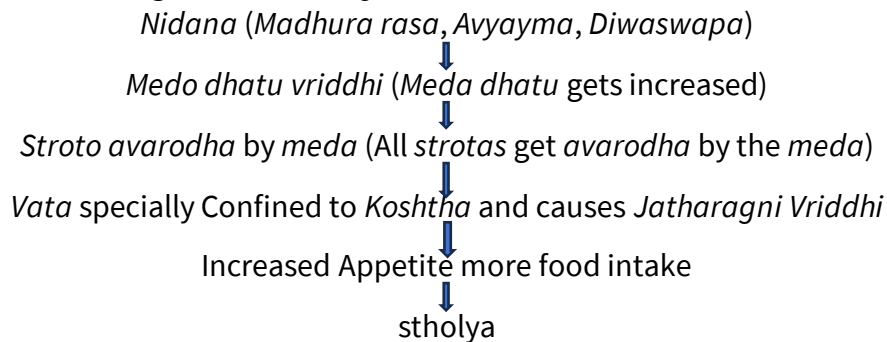 Nidana (Madhura rasa, Avyayma, Diwaswapa)
Medo dhatu vriddhi (Meda dhatu gets increased)
Stroto avarodha by meda (All strotas get avarodha by the meda)
Vata specially Confined to Koshtha and causes Jatharagni Vriddhi
Increased Appetite more food intake
stholya